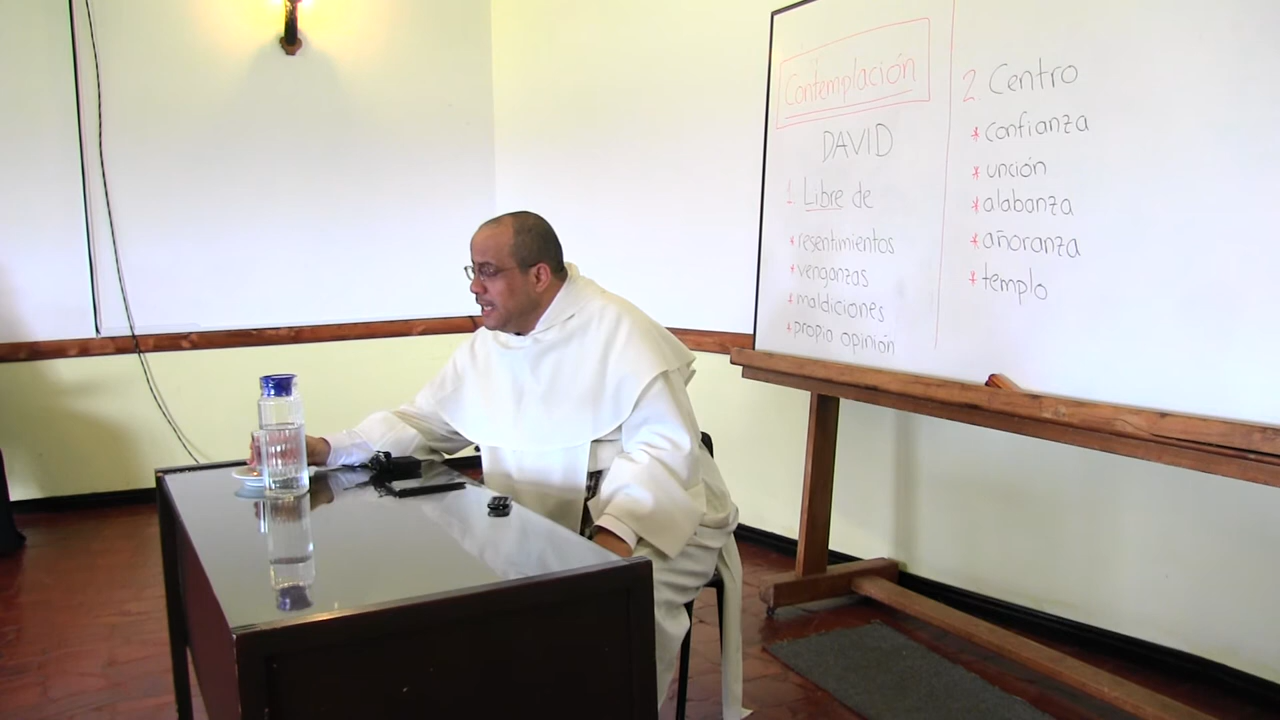 Contemplación
DAVID
1. Libre de
* resentimientos
* venganzas
* maldiciones
* propia opinión
2. Centro
* confianza
* unción
* alabanza
* añoranza
* templo